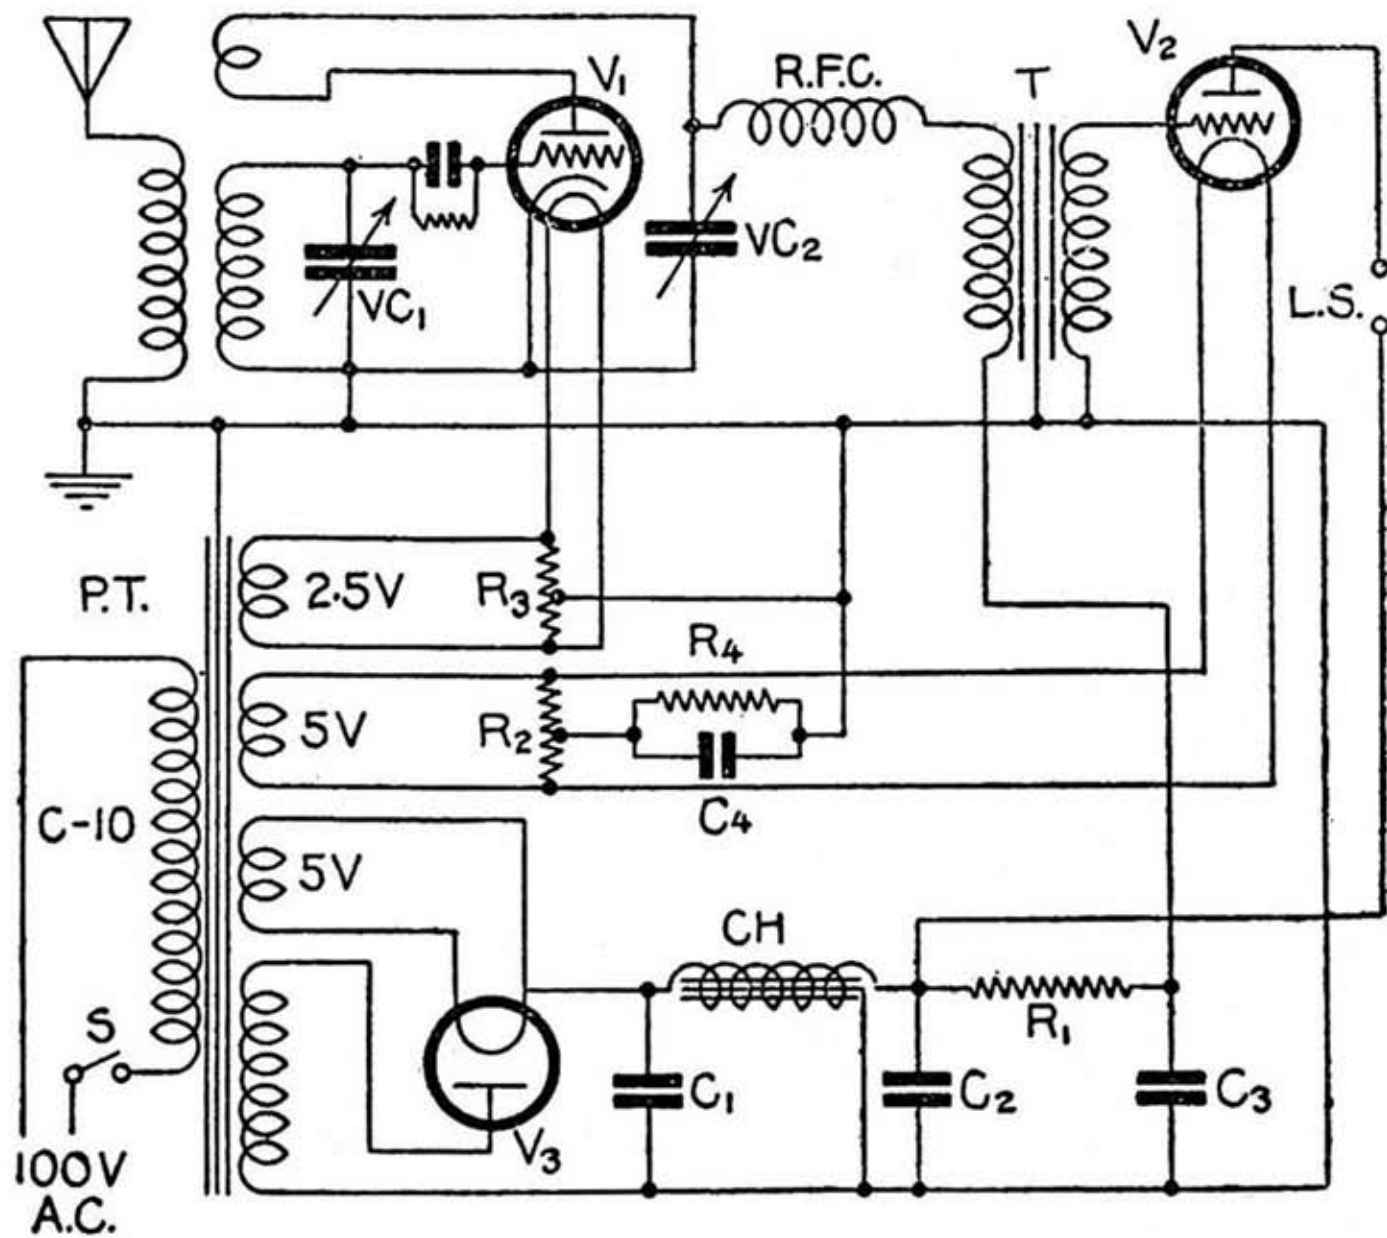 V₁
R.F.C.
T
V₂
VC₁
VC₂
L.S.
P.T.
2.5V
R₃
R₄
5V
R₂
C-10
C₄
5V
CH
S
R₁
C₁
C₂
C₃
V₃
100V
A.C.